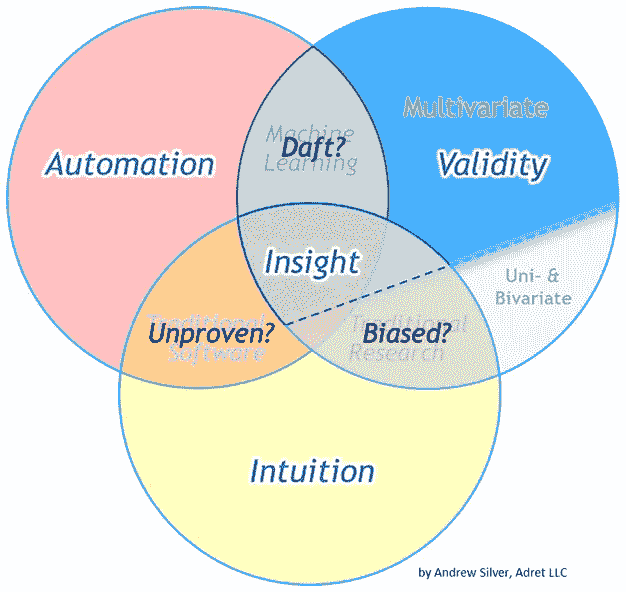 Multivariate
Machine
Learning
Daft?
Automation
Validity
Insight
Uni- &
Bivariate
Traditional
Software
Unproven?
Traditional
Research
Biased?
Intuition
by Andrew Silver, Adret LLC